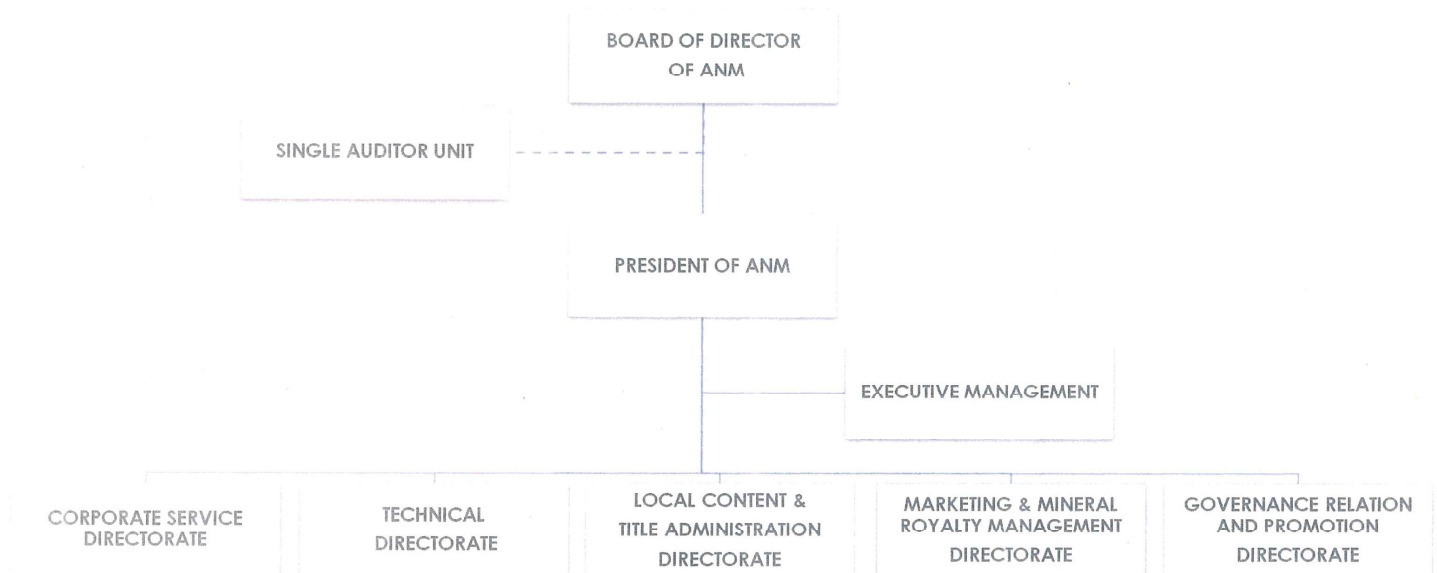 BOARD OF DIRECTOR
OF ANM
SINGLE AUDITOR UNIT
PRESIDENT OF ANM
EXECUTIVE MANAGEMENT
CORPORATE SERVICE
DIRECTORATE
TECHNICAL
DIRECTORATE
LOCAL CONTENT &
TITLE ADMINISTRATION
DIRECTORATE
MARKETING & MINERAL
ROYALTY MANAGEMENT
DIRECTORATE
GOVERNANCE RELATION
AND PROMOTION
DIRECTORATE